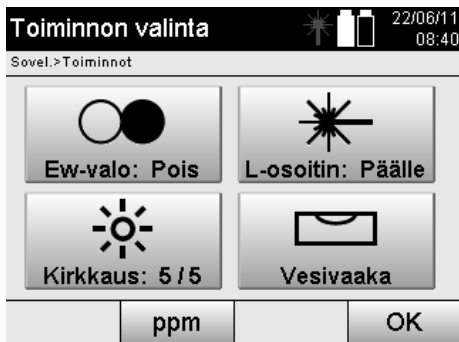 Toiminnon valinta
22/06/11
08:40
Sovel.>Toiminnot
Ew-valo: Pois
L-osoitin: Päälle
Kirkkaus: 5/5
Vesivaaka
ppm
OK